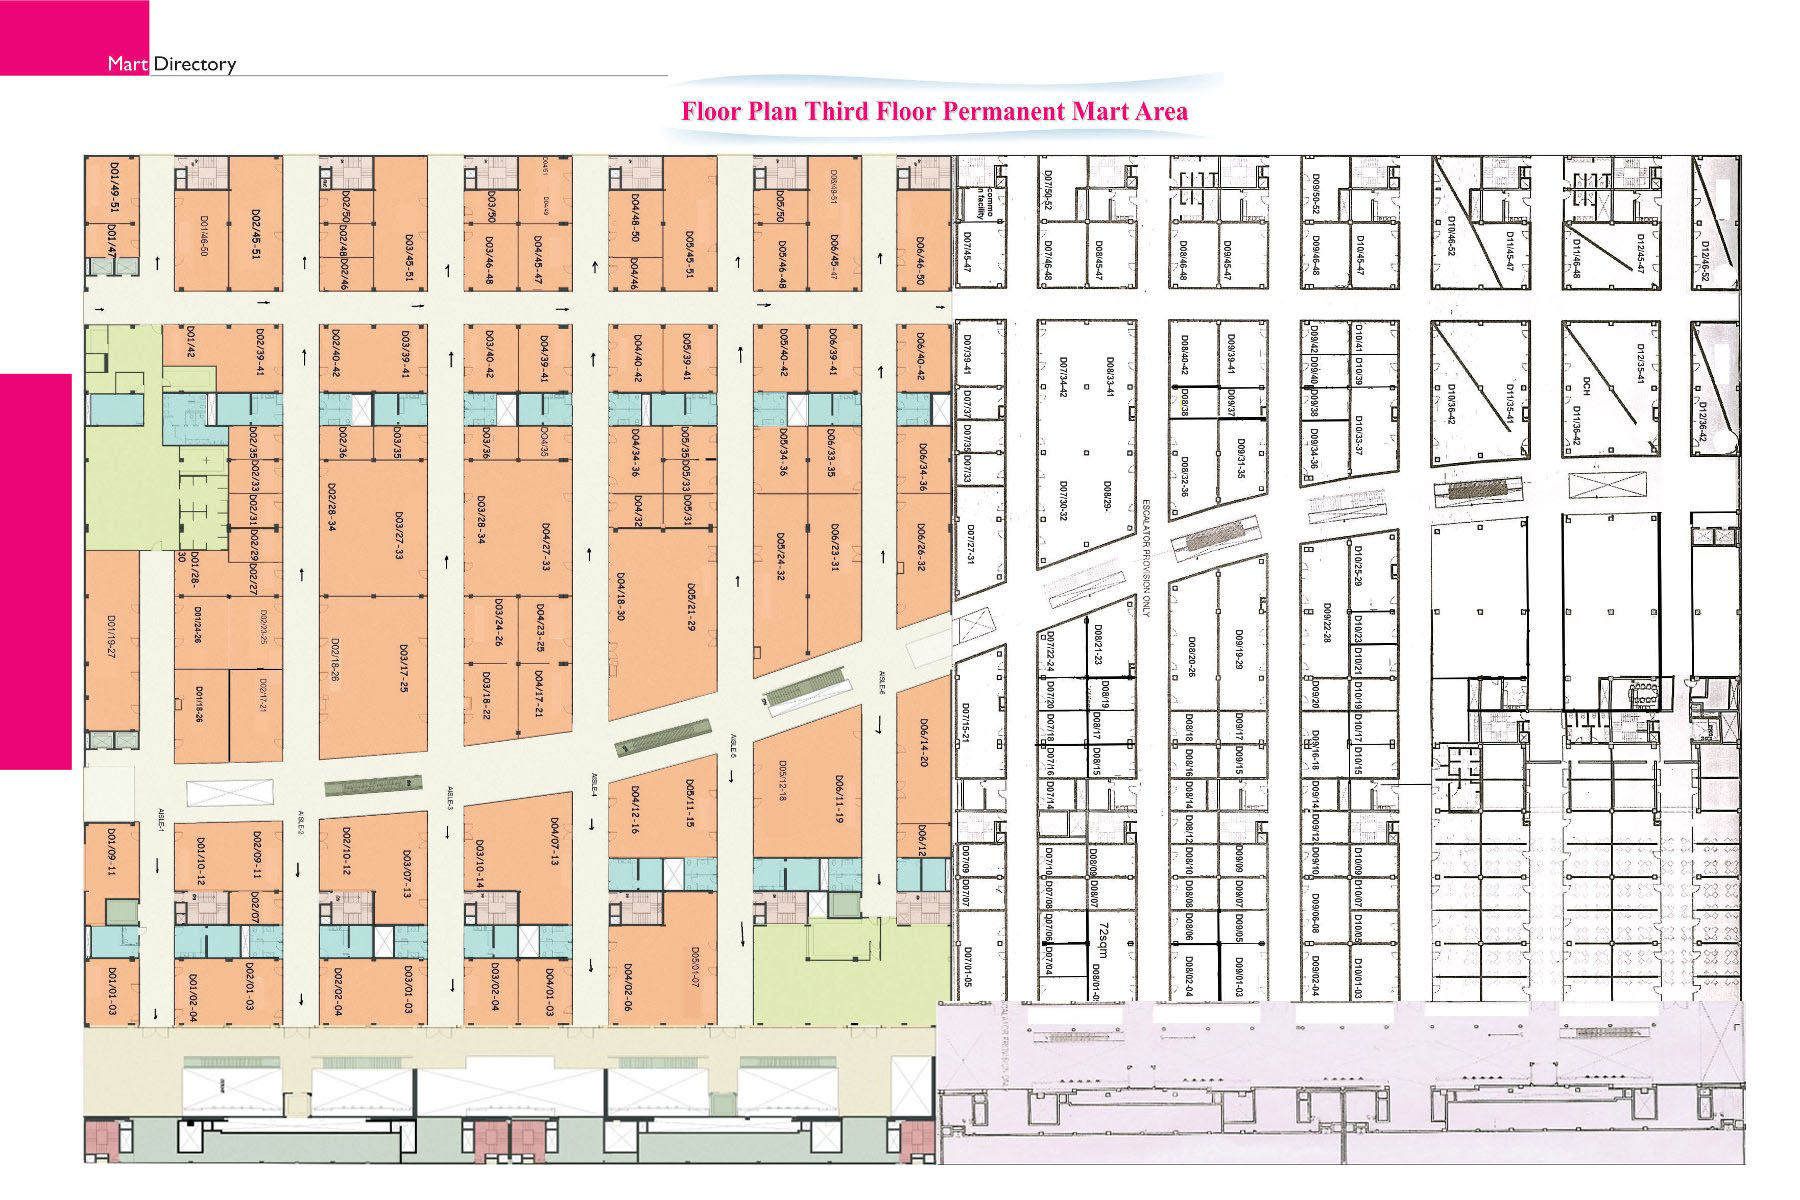 Mart Directory
Floor Plan Third Floor Permanent Mart Area
D01/49-51
D01/46-50
D02/45-51
D02/50
D03/45-51
D03/50
D04/51
D04/49
D04/48-50
D05/45-51
D05/50
D06/49-51
D06/46-50
commo
n facility
D07/50-52
D09/50-52
D01/47
D02/48
D02/46
D03/46-48
D04/45-47
D04/46
D05/46-48
D06/45-47
D07/45-47
D07/46-48
D08/45-47
D08/46-48
D09/45-47
D09/46-48
D10/45-47
D10/46-52
D11/45-47
D11/46-48
D12/45-47
D12/46-52
D01/42
D02/39-41
D02/40-42
D03/39-41
D03/40-42
D04/39-41
D04/40-42
D05/39-41
D05/40-42
D06/39-41
D06/40-42
D07/39-41
D07/34-42
D08/33-41
D08/40-42
D09/39-41
D09/42
D09/40
D10/41
D10/39
D10/36-42
D11/35-41
DCH
D11/36-42
D12/35-41
D12/36-42
D07/37
D07/35
D07/33
D08/38
D09/37
D09/38
D10/33-37
D02/35
D02/33
D02/31
D02/29
D02/27
D02/36
D03/35
D03/36
D04/35
D04/34-36
D04/32
D05/35
D05/33
D05/31
D05/34-36
D06/33-35
D06/34-36
D08/32-36
D09/31-35
D09/34-36
D02/28-34
D03/27-33
D03/28-34
D04/27-33
D05/24-32
D06/23-31
D06/26-32
D07/27-31
D07/30-32
D08/29-
ESCALATOR PROVISION ONLY
D01/28-
30
D01/19-27
D01/24-26
D02/23-25
D02/18-26
D03/17-25
D03/24-26
D04/23-25
D04/18-30
D05/21-29
D07/22-24
D08/21-23
D08/20-26
D09/19-29
D09/22-28
D10/25-29
D10/23
D10/21
D01/18-26
D02/17-21
D03/18-22
D04/17-21
D06/14-20
D07/15-21
D07/20
D07/18
D07/16
D08/19
D08/17
D08/15
D08/18
D08/16
D09/17
D09/15
D09/20
D09/16-18
D10/19
D10/17
D10/15
AISLE-1
AISLE-2
AISLE-3
AISLE-4
AISLE-5
AISLE-6
D01/09-11
D01/10-12
D02/09-11
D02/07
D02/10-12
D03/07-13
D03/10-14
D04/07-13
D04/12-16
D05/11-15
D05/12-18
D06/11-19
D06/12
D07/14
D08/14
D08/12
D09/14
D09/12
D07/09
D07/07
D07/10
D07/08
D08/09
D08/07
D08/10
D08/08
D09/09
D09/07
D09/10
D10/09
D10/07
D07/06
D07/04
72sqm
D08/06
D09/05
D09/06-08
D10/05
D01/01-03
D01/02-04
D02/01-03
D02/02-04
D03/01-03
D03/02-04
D04/01-03
D04/02-06
D05/01-07
D07/01-05
D08/01-0
D08/02-04
D09/01-03
D09/02-04
D10/01-03